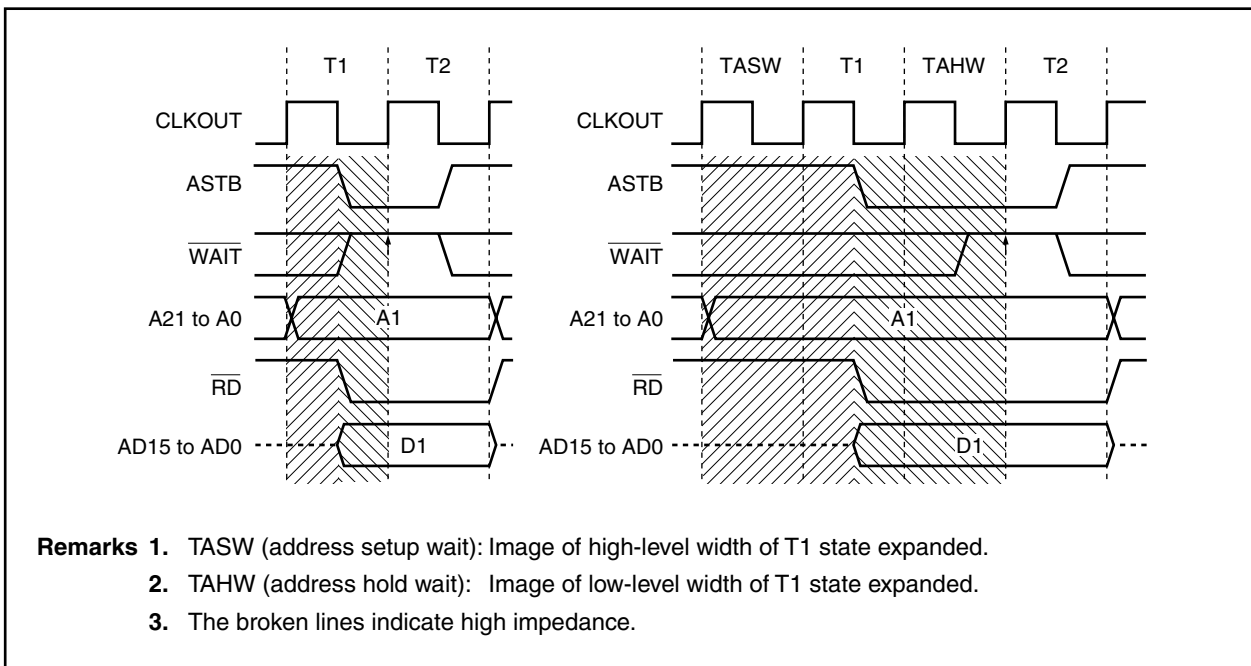 T1 T2 TASW T1 TAHW T2
CLKOUT CLKOUT
ASTB ASTB
WAIT WAIT
A21 to A0 A1 A21 to A0 A1
RD RD
AD15 to AD0 D1 AD15 to AD0 D1
Remarks 1. TASW (address setup wait): Image of high-level width of T1 state expanded.
2. TAHW (address hold wait): Image of low-level width of T1 state expanded.
3. The broken lines indicate high impedance.